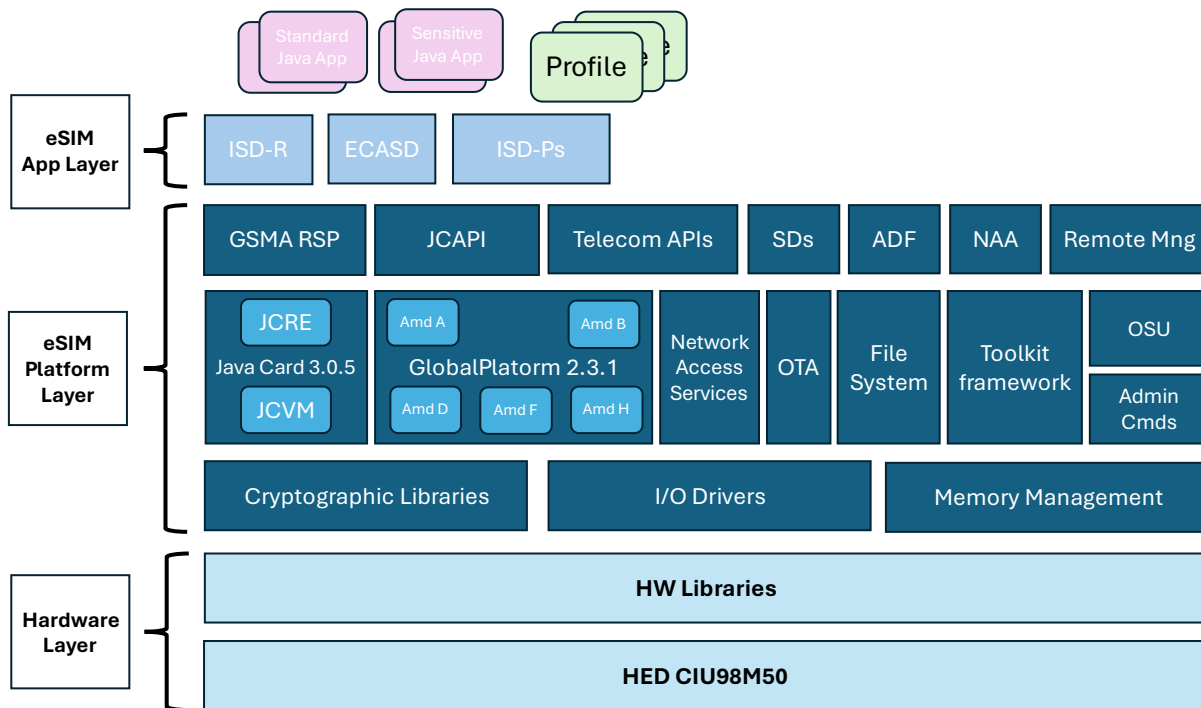 Standard
Java App
Sensitive
Java App
Profile
e
e
eSIM
App Layer
ISD-R
ECASD
ISD-Ps
eSIM
Platform
Layer
GSMA RSP
JCAPI
Telecom APIs
SDs
ADF
NAA
Remote Mng
JCRE
Java Card 3.0.5
JCVM
Amd A
Amd B
GlobalPlatorm 2.3.1
Amd D
Amd F
Amd H
Network
Access
Services
OTA
File
System
Toolkit
framework
OSU
Admin
Cmds
Cryptographic Libraries
I/O Drivers
Memory Management
Hardware
Layer
HW Libraries
HED CIU98M50